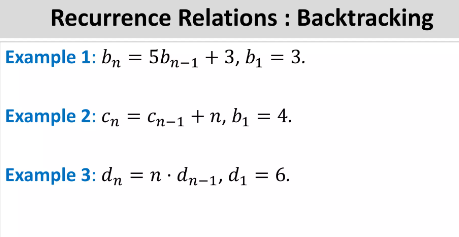 Recurrence Relations : Backtracking
Example 1: bₙ = 5bₙ₋₁ + 3, b₁ = 3.
Example 2: cₙ = cₙ₋₁ + n, b₁ = 4.
Example 3: dₙ = n · dₙ₋₁, d₁ = 6.